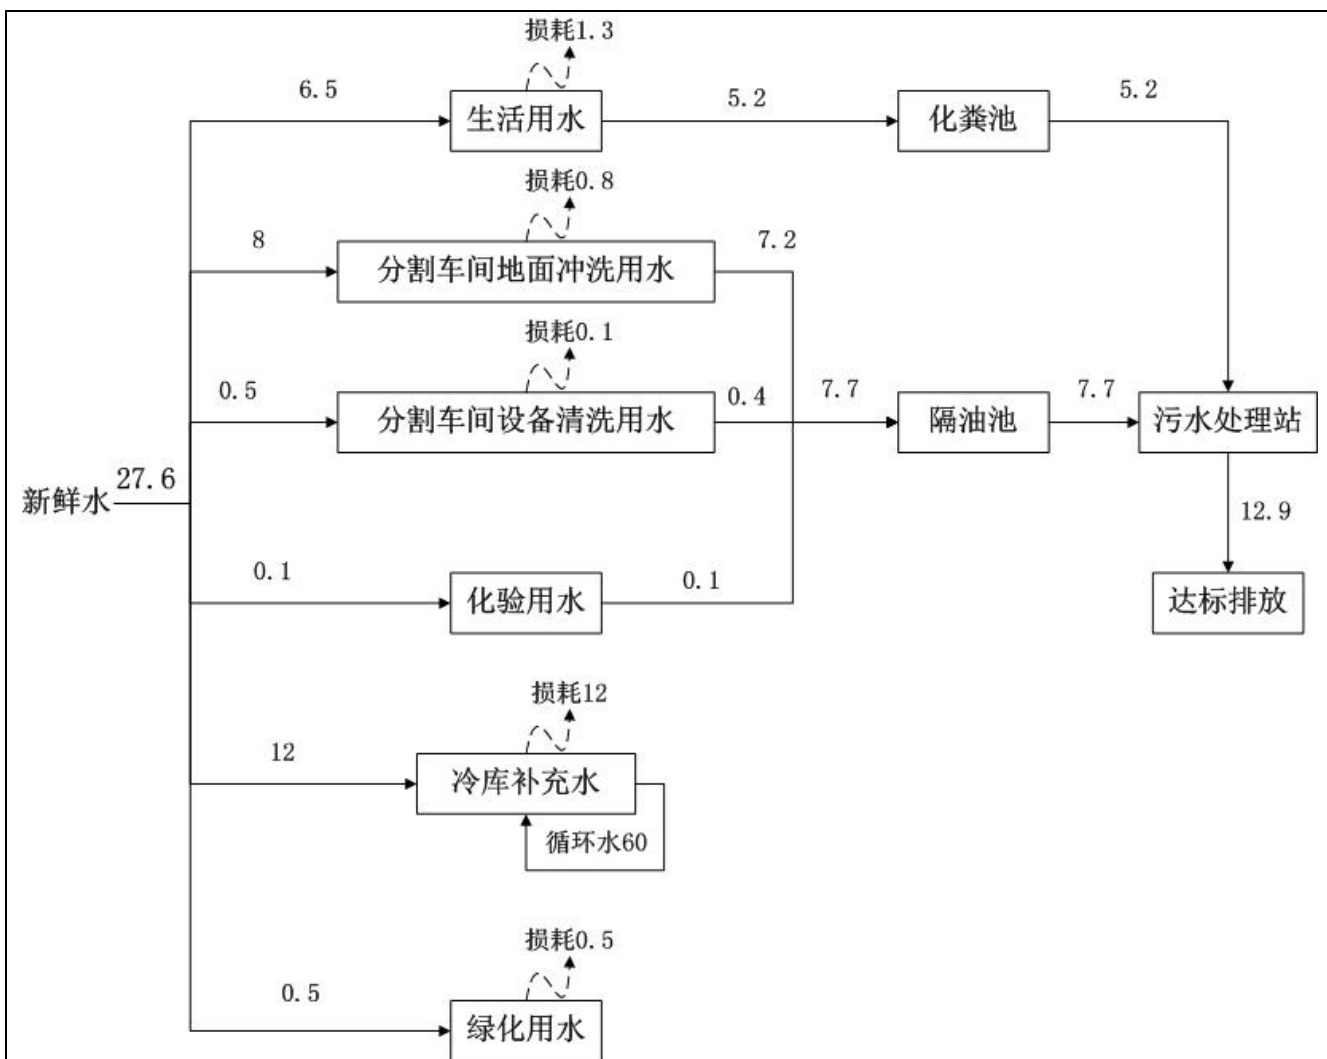 损耗1.3
6.5
生活用水
5.2
化粪池
5.2
损耗0.8
8
分割车间地面冲洗用水
7.2
损耗0.1
0.5
分割车间设备清洗用水
0.4
7.7
隔油池
7.7
污水处理站
新鲜水
27.6
12.9
0.1
化验用水
0.1
达标排放
损耗12
12
冷库补充水
循环水60
损耗0.5
0.5
绿化用水